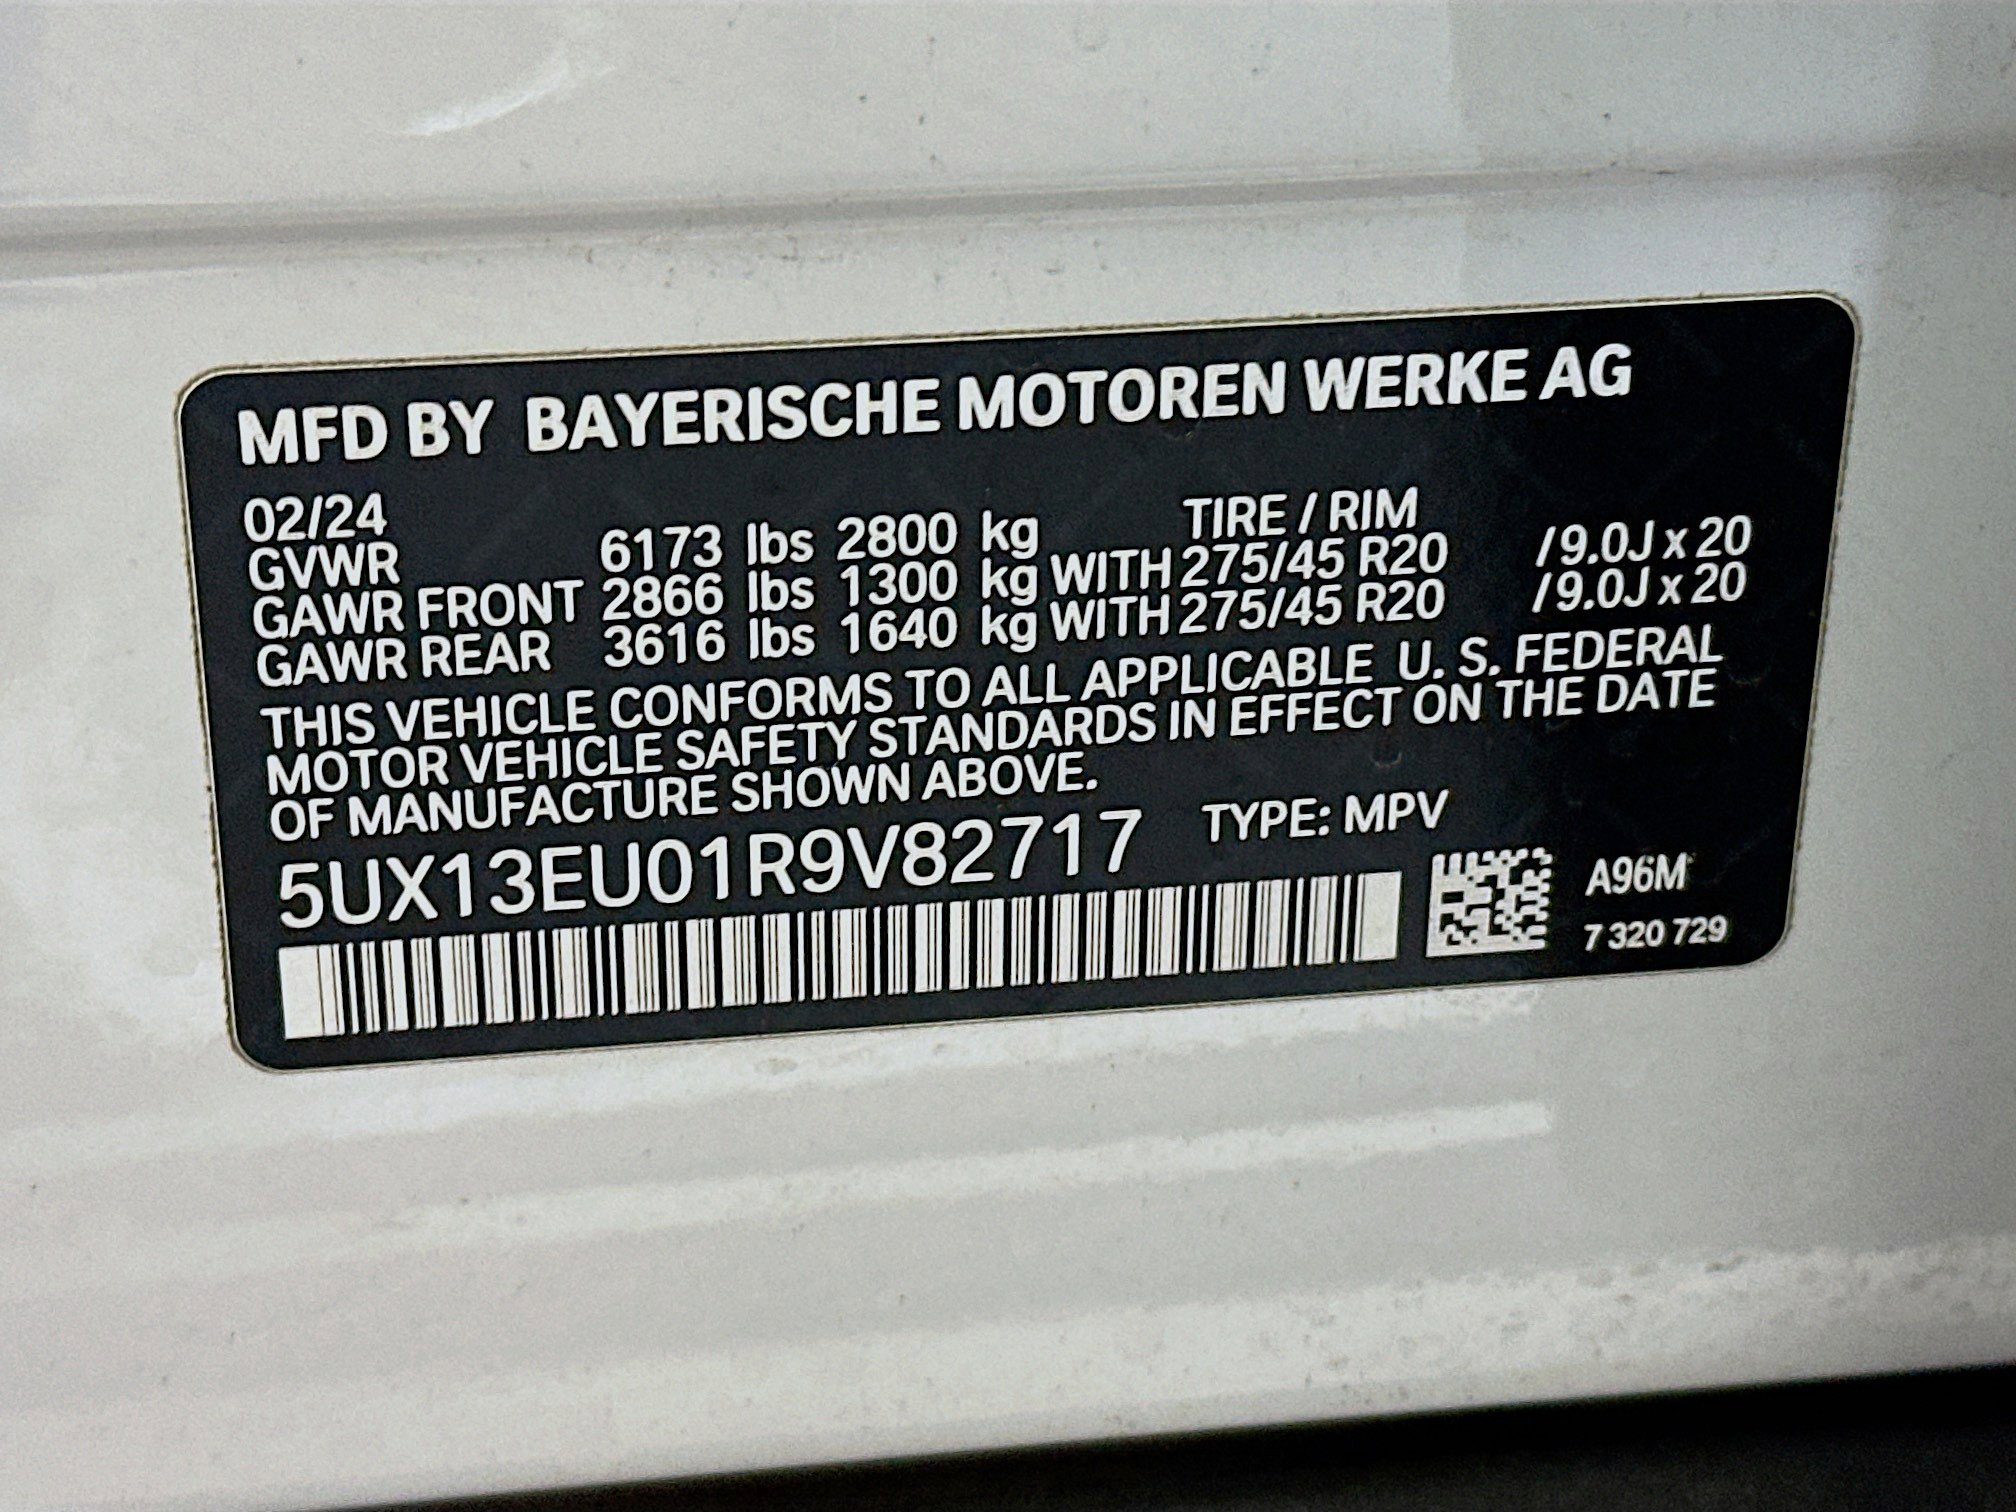 MFD BY BAYERISCHE MOTOREN WERKE AG
02/24 TIRE / RIM
GVWR 6173 lbs 2800 kg
GAWR FRONT 2866 lbs 1300 kg WITH 275/45 R20 /9.0J x 20
GAWR REAR 3616 lbs 1640 kg WITH 275/45 R20 /9.0J x 20
THIS VEHICLE CONFORMS TO ALL APPLICABLE U. S. FEDERAL
MOTOR VEHICLE SAFETY STANDARDS IN EFFECT ON THE DATE
OF MANUFACTURE SHOWN ABOVE.
5UX13EU01R9V82717 TYPE: MPV
A96M
7 320 729